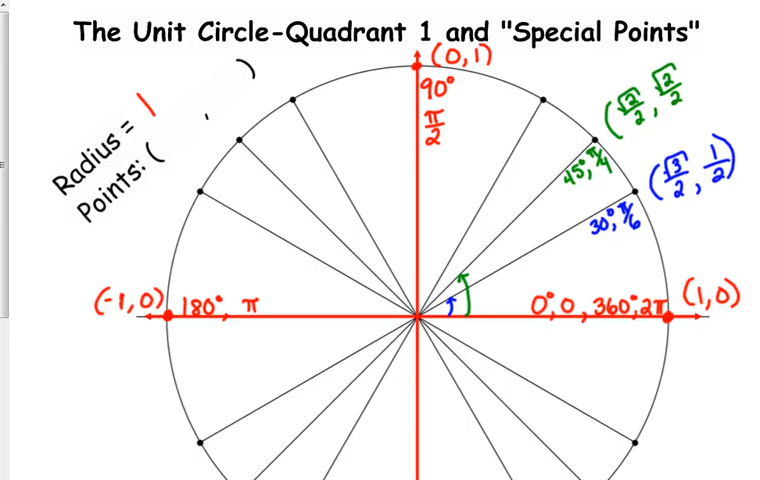 The Unit Circle-Quadrant 1 and "Special Points"
(0,1)
90°
π/2
Radius = 1
Points: ( , )
(√2/2, √2/2)
45°, π/4
(√3/2, 1/2)
30°, π/6
(-1,0)
180°, π
0°, 0, 360°, 2π
(1,0)